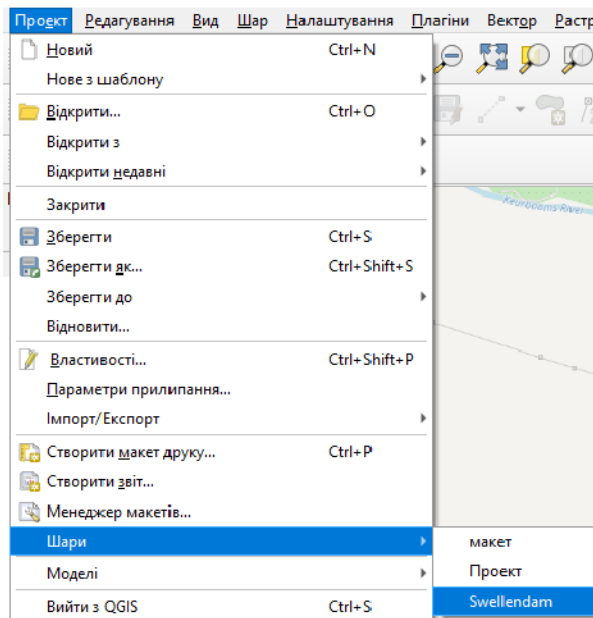 Проект Редагування Вид Шар Налаштування Плагіни Вектор Растр
Новий Ctrl+N
Нове з шаблону
Відкрити... Ctrl+O
Відкрити з
Відкрити недавні
Закрити
Зберегти Ctrl+S
Зберегти як... Ctrl+Shift+S
Зберегти до
Відновити...
Властивості... Ctrl+Shift+P
Параметри прилипання...
Імпорт/Експорт
Створити макет друку... Ctrl+P
Створити звіт...
Менеджер макетів...
Шари
Моделі
Вийти з QGIS Ctrl+S
Keurbooms River
макет
Проект
Swellendam